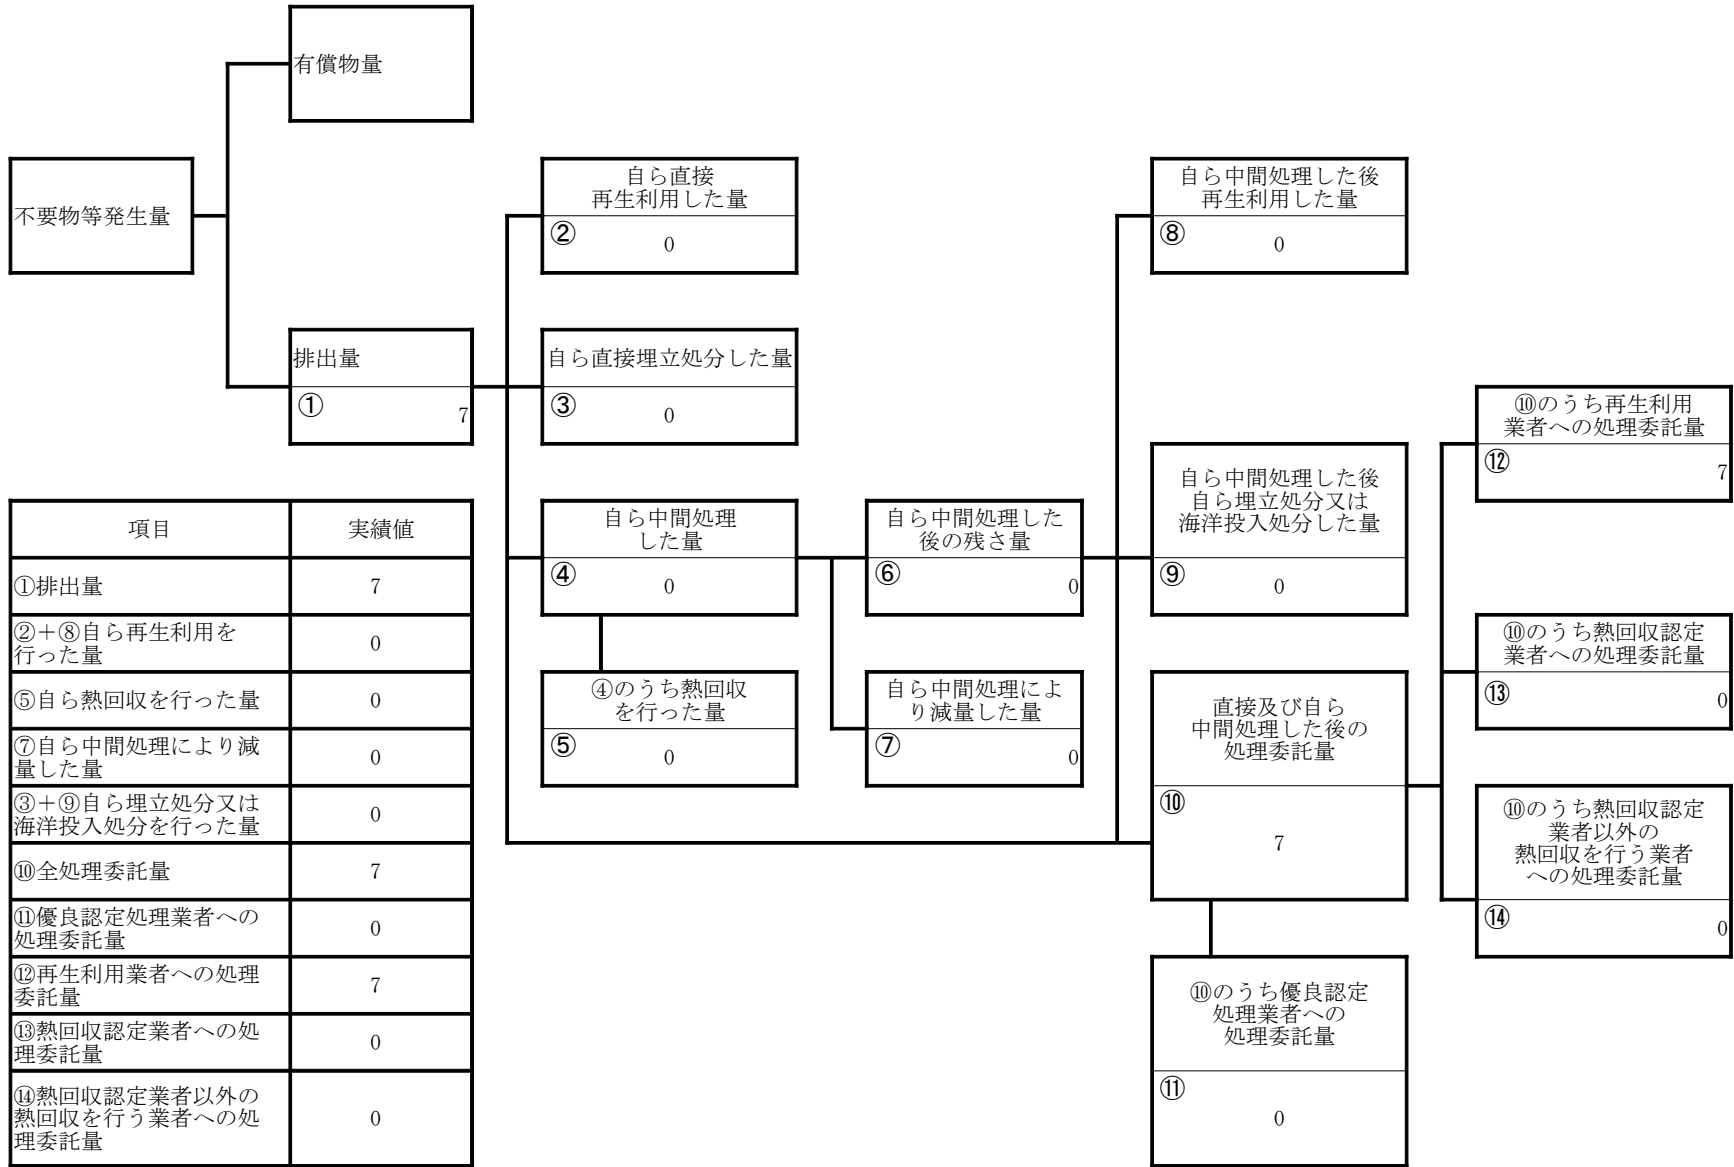 有償物量
不要物等発生量
自ら直接
再生利用した量
②
0
自ら中間処理した後
再生利用した量
⑧
0
排出量
①
7
自ら直接埋立処分した量
③
0
⑩のうち再生利用
業者への処理委託量
⑫
7
自ら中間処理
した量
④
0
自ら中間処理した
後の残さ量
⑥
0
自ら中間処理した後
自ら埋立処分又は
海洋投入処分した量
⑨
0
⑩のうち熱回収認定
業者への処理委託量
⑬
0
④のうち熱回収
を行った量
⑤
0
自ら中間処理によ
り減量した量
⑦
0
直接及び自ら
中間処理した後の
処理委託量
⑩
7
⑩のうち熱回収認定
業者以外の
熱回収を行う業者
への処理委託量
⑭
0
⑩のうち優良認定
処理業者への
処理委託量
⑪
0
項目 実績値
①排出量 7
②+⑧自ら再生利用を
行った量 0
⑤自ら熱回収を行った量 0
⑦自ら中間処理により減
量した量 0
③+⑨自ら埋立処分又は
海洋投入処分を行った量 0
⑩全処理委託量 7
⑪優良認定処理業者への
処理委託量 0
⑫再生利用業者への処理
委託量 7
⑬熱回収認定業者への処
理委託量 0
⑭熱回収認定業者以外の
熱回収を行う業者への処
理委託量 0